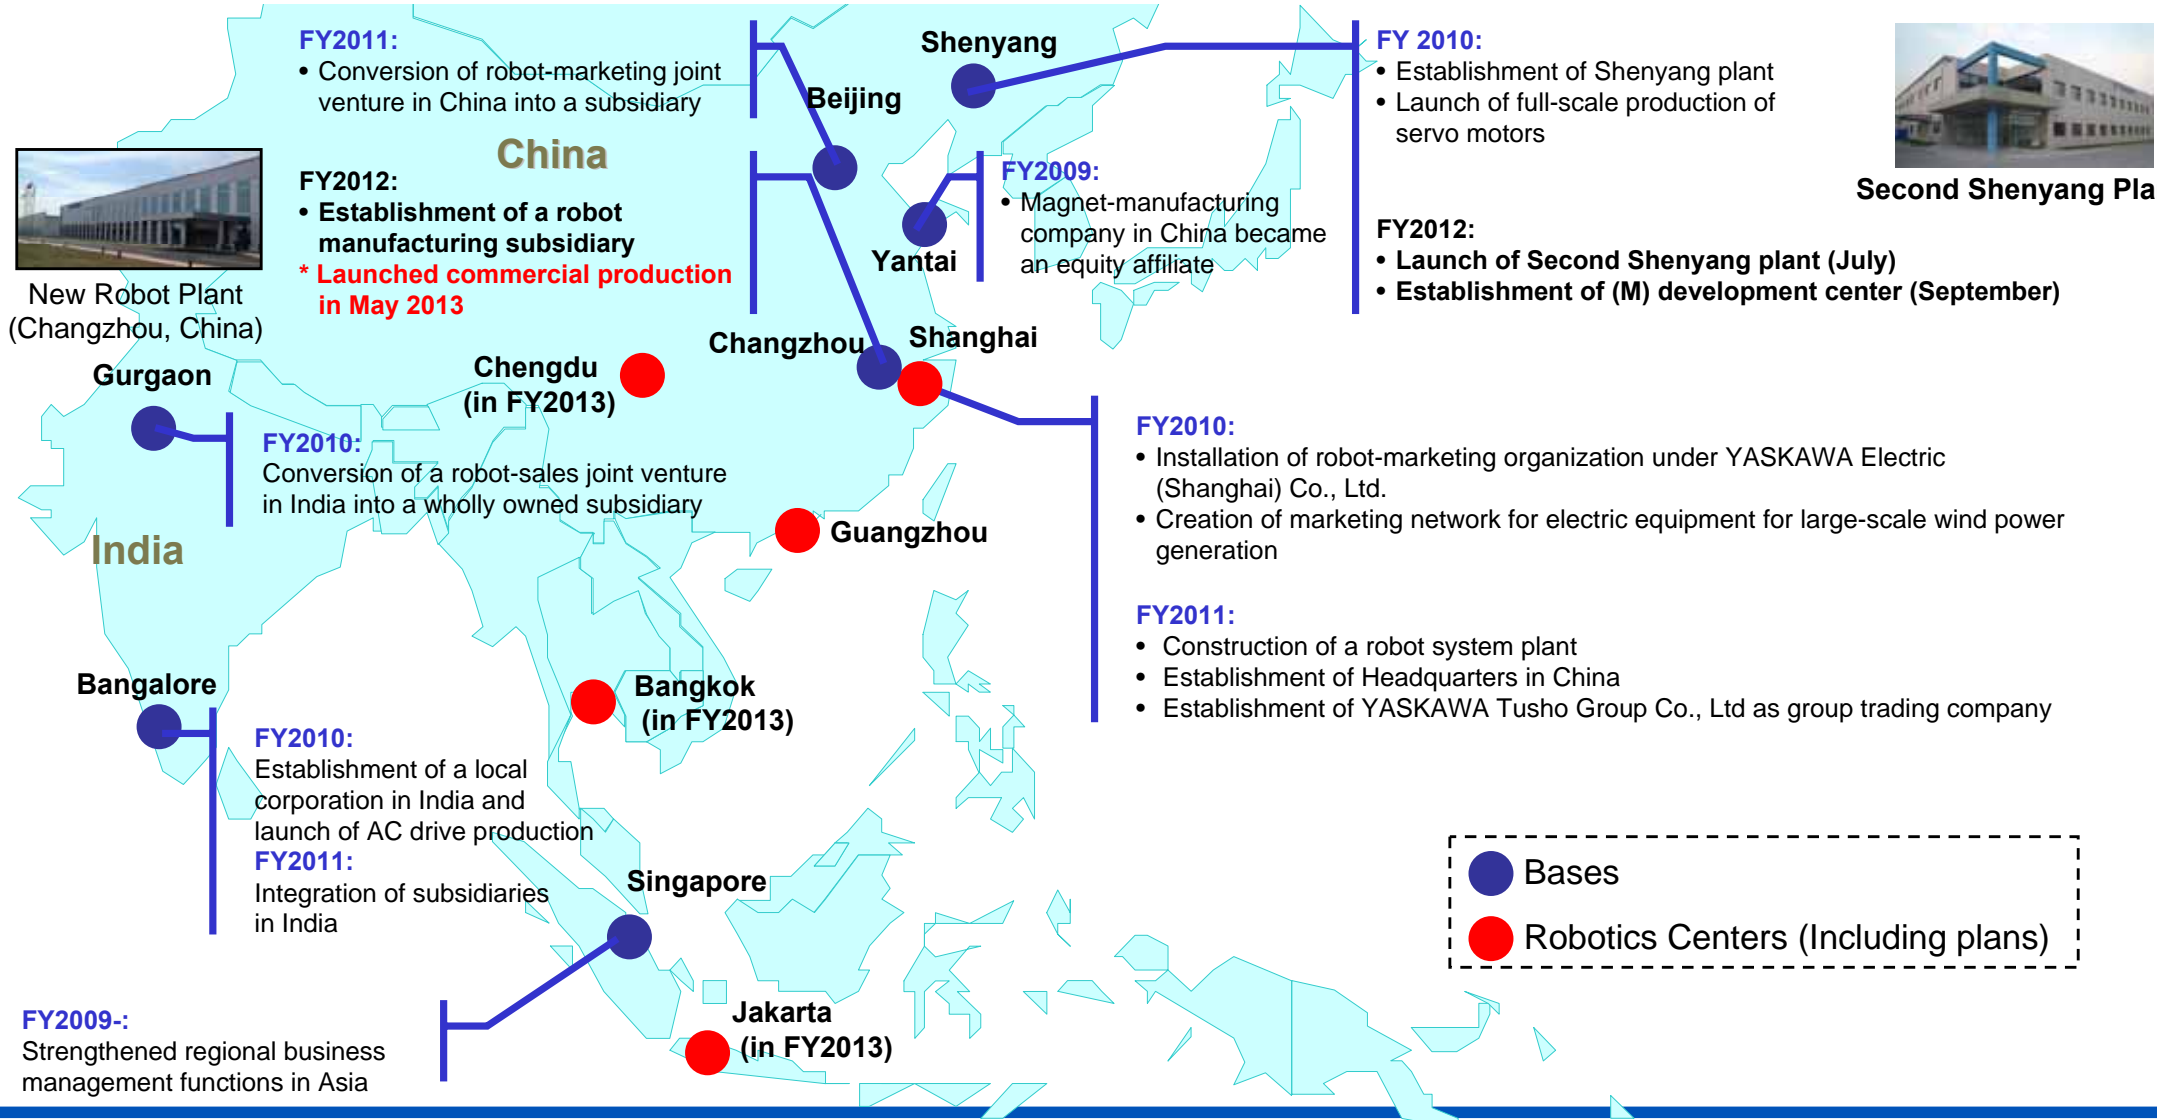 FY2011:
• Conversion of robot-marketing joint
venture in China into a subsidiary
Shenyang
Beijing
FY 2010:
• Establishment of Shenyang plant
• Launch of full-scale production of
servo motors
Second Shenyang Pla
China
FY2012:
• Establishment of a robot
manufacturing subsidiary
* Launched commercial production
in May 2013
New Robot Plant
(Changzhou, China)
FY2009:
• Magnet-manufacturing
company in China became
an equity affiliate
Yantai
FY2012:
• Launch of Second Shenyang plant (July)
• Establishment of (M) development center (September)
Changzhou
Shanghai
Gurgaon
Chengdu
(in FY2013)
FY2010:
Conversion of a robot-sales joint venture
in India into a wholly owned subsidiary
FY2010:
• Installation of robot-marketing organization under YASKAWA Electric
(Shanghai) Co., Ltd.
• Creation of marketing network for electric equipment for large-scale wind power
generation
India
Guangzhou
FY2011:
• Construction of a robot system plant
• Establishment of Headquarters in China
• Establishment of YASKAWA Tusho Group Co., Ltd as group trading company
Bangalore
Bangkok
(in FY2013)
FY2010:
Establishment of a local
corporation in India and
launch of AC drive production
FY2011:
Integration of subsidiaries
in India
Singapore
Bases
Robotics Centers (Including plans)
FY2009-:
Strengthened regional business
management functions in Asia
Jakarta
(in FY2013)